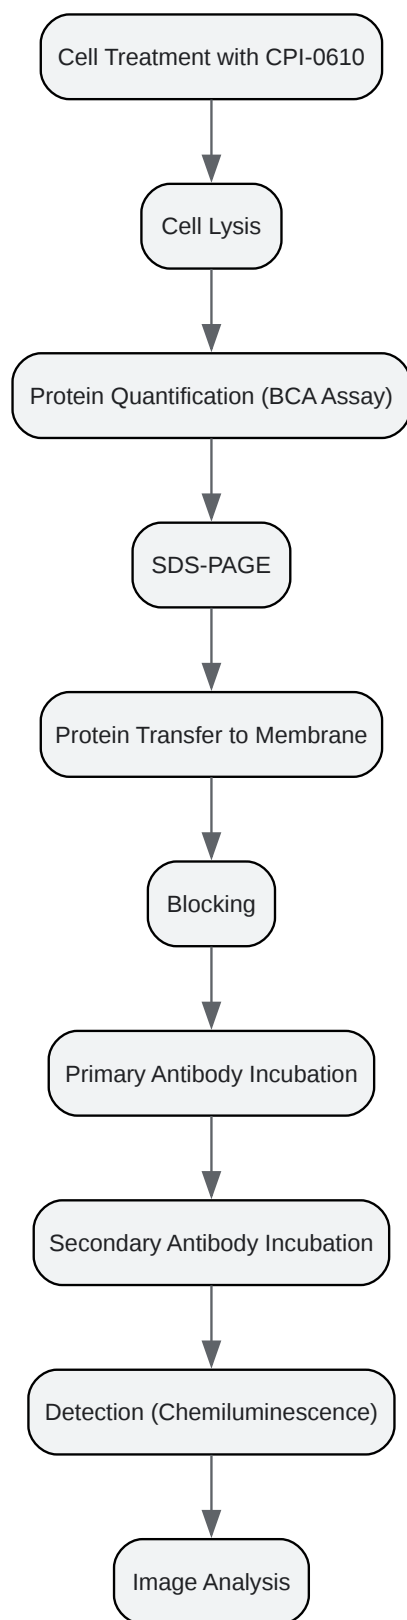 Cell Treatment with CPI-0610
Cell Lysis
Protein Quantification (BCA Assay)
SDS-PAGE
Protein Transfer to Membrane
Blocking
Primary Antibody Incubation
Secondary Antibody Incubation
Detection (Chemiluminescence)
Image Analysis